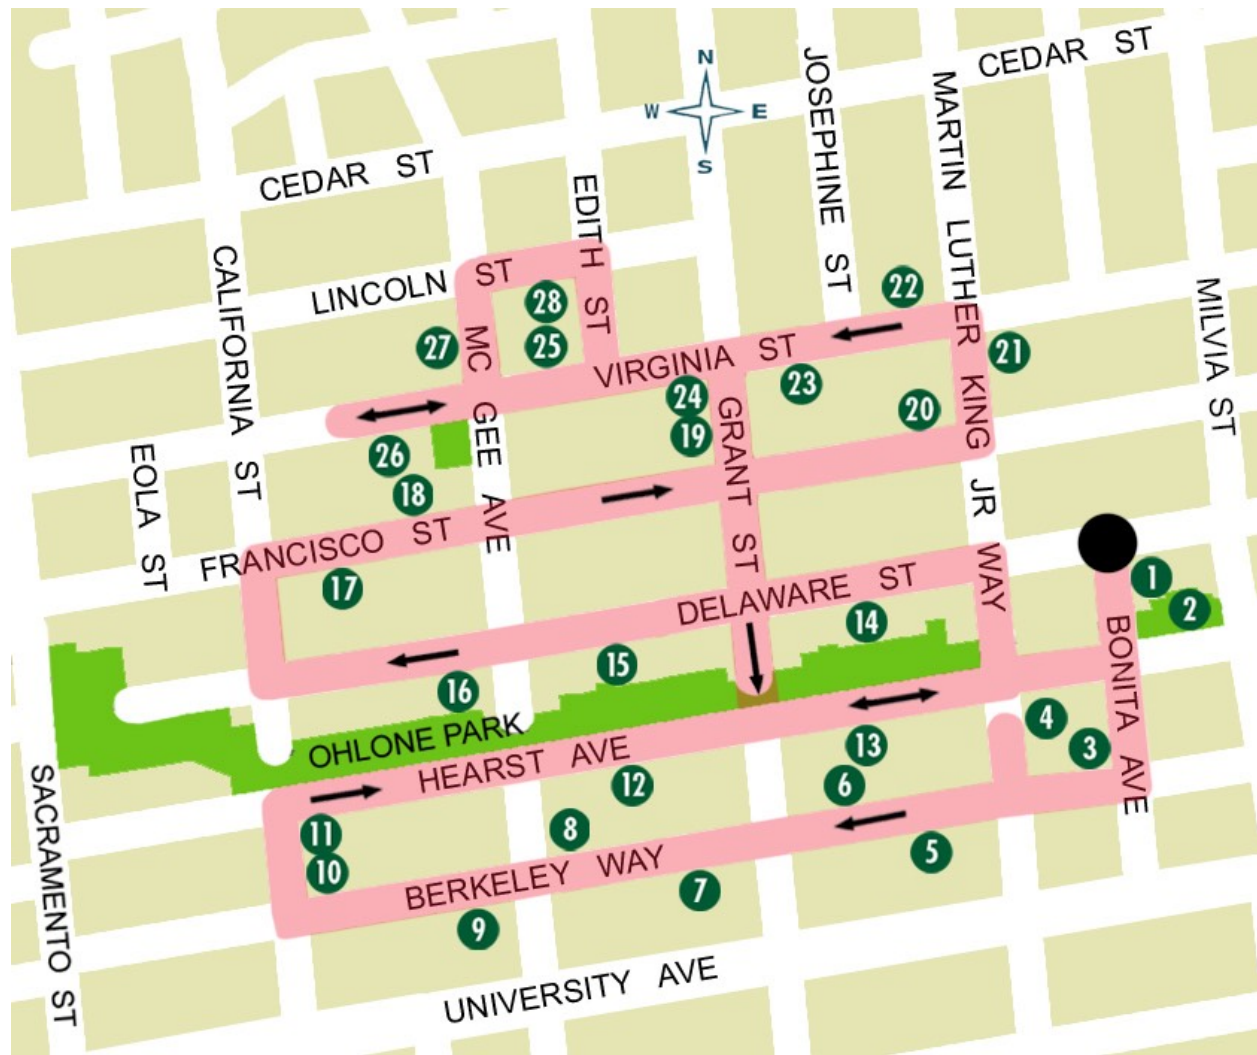 CEDAR ST
JOSEPHINE ST
MARTIN LUTHER KING JR WAY
N
W E
S
CEDAR ST
EDITH ST
CALIFORNIA ST
LINCOLN ST
MILVIA ST
22
28
27
25
21
MC GEE AVE
VIRGINIA ST
23
24
20
GRANT ST
19
26
18
EOLA ST
FRANCISCO ST
17
1
2
DELAWARE ST
14
BONITA AVE
15
16
OHLONE PARK
HEARST AVE
4
13
3
12
6
SACRAMENTO ST
11
8
10
5
BERKELEY WAY
7
9
UNIVERSITY AVE